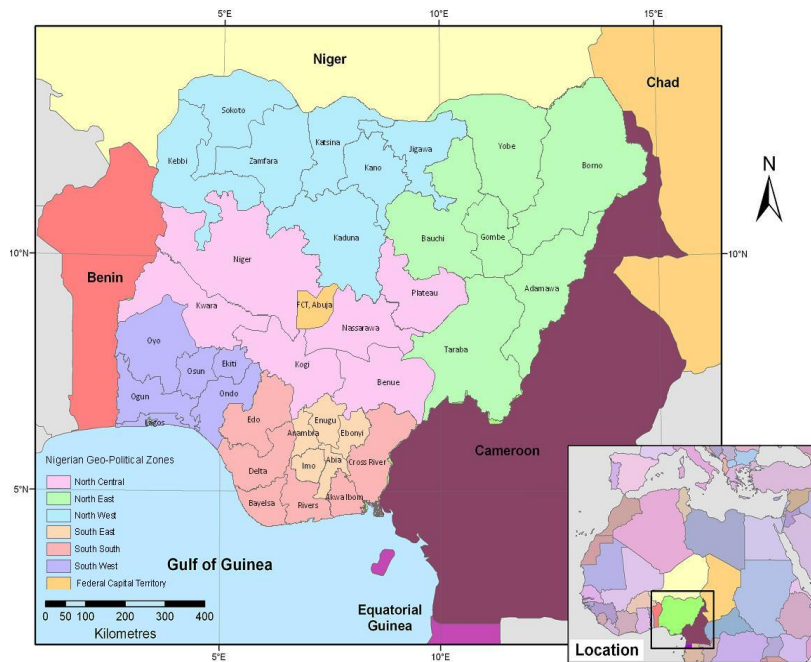 5°E
10°E
15°E
Niger
Chad
Sokoto
Katsina
Jigawa
Yobe
Borno
Kebbi
Zamfara
Kano
N
Kaduna
Bauchi
Gombe
10°N
10°N
Niger
Benin
Adamawa
Plateau
FCT, Abuja
Kwara
Nassarawa
Oyo
Taraba
Kogi
Osun
Ekiti
Benue
Ogun
Ondo
Edo
Enugu
Lagos
Anambra
Ebonyi
Cameroon
Nigerian Geo-Political Zones
Abia
Imo
Cross River
Delta
North Central
5°N
5°N
Akwa Ibom
North East
Bayelsa
Rivers
North West
South East
South South
Gulf of Guinea
South West
Federal Capital Territory
0 50 100 200 300 400
Equatorial
Guinea
Kilometres
Location
5°E
10°E